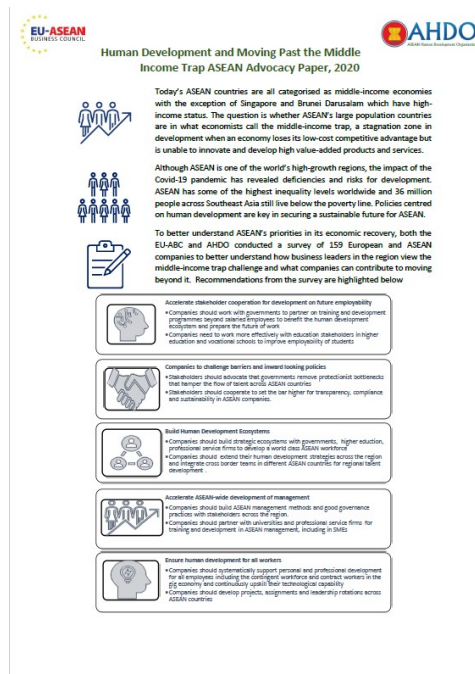 EU-ASEAN
BUSINESS COUNCIL
AHDO
ASEAN Human Development Organisation
Human Development and Moving Past the Middle
Income Trap ASEAN Advocacy Paper, 2020
Today's ASEAN countries are all categorised as middle-income economies
with the exception of Singapore and Brunei Darusalam which have high-
income status. The question is whether ASEAN's large population countries
are in what economists call the middle-income trap, a stagnation zone in
development when an economy loses its low-cost competitive advantage but
is unable to innovate and develop high value-added products and services.
Although ASEAN is one of the world's high-growth regions, the impact of the
Covid-19 pandemic has revealed deficiencies and risks for development.
ASEAN has some of the highest inequality levels worldwide and 36 million
people across Southeast Asia still live below the poverty line. Policies centred
on human development are key in securing a sustainable future for ASEAN.
To better understand ASEAN's priorities in its economic recovery, both the
EU-ABC and AHDO conducted a survey of 159 European and ASEAN
companies to better understand how business leaders in the region view the
middle-income trap challenge and what companies can contribute to moving
beyond it. Recommendations from the survey are highlighted below
Accelerate stakeholder cooperation for development on future employability
•Companies should work with governments to partner on training and development
programmes beyond salaried employees to benefit the human development
ecosystem and prepare the future of work
•Companies need to work more effectively with education stakeholders in higher
education and vocational schools to improve employability of students
Companies to challenge barriers and inward looking policies
•Stakeholders should advocate that governments remove protectionist bottlenecks
that hamper the flow of talent across ASEAN countries
•Stakeholders should cooperate to set the bar higher for transparency, compliance
and sustainability in ASEAN companies.
Build Human Development Ecosystems
•Companies should build strategic ecosystems with governments, higher eduction,
professional service firms to develop a world class ASEAN workforce
•Companies should extend their human development strategies across the region
and integrate cross border teams in different ASEAN countries for regional talent
development .
Accelerate ASEAN-wide development of management
•Companies should build ASEAN management methods and good governance
practices with stakeholders across the region.
•Companies should partner with universities and professional service firms for
training and development in ASEAN management, including in SMEs
Ensure human development for all workers
•Companies should systematically support personal and professional development
for all employees including the contingent workforce and contract workers in the
gig economy and continuously upskill their technological capability
•Companies should develop projects, assignments and leadership rotations across
ASEAN countries